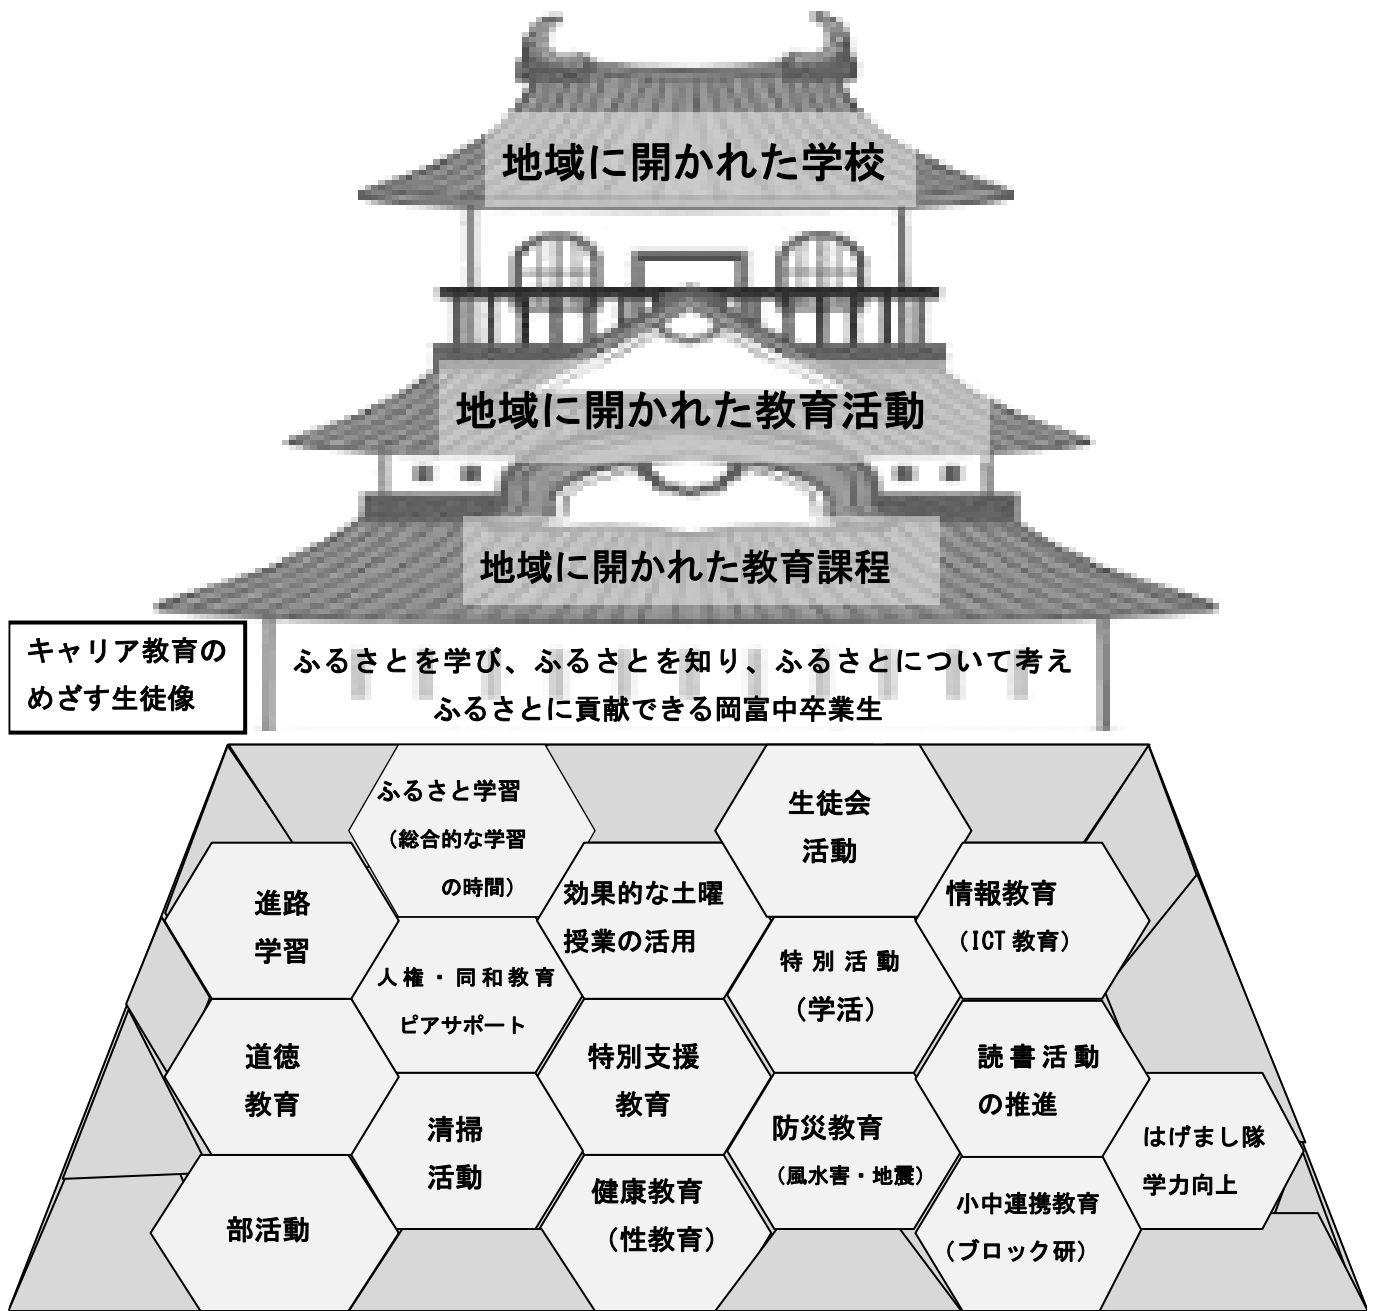 地域に開かれた学校
地域に開かれた教育活動
地域に開かれた教育課程
キャリア教育の
めざす生徒像
ふるさとを学び、ふるさとを知り、ふるさとについて考え
ふるさとに貢献できる岡富中卒業生
ふるさと学習
（総合的な学習
の時間）
生徒会
活動
進路
学習
効果的な土曜
授業の活用
情報教育
（ICT教育）
人権・同和教育
ピアサポート
特別活動
（学活）
道徳
教育
特別支援
教育
読書活動
の推進
清掃
活動
防災教育
（風水害・地震）
はげまし隊
学力向上
部活動
健康教育
（性教育）
小中連携教育
（ブロック研）